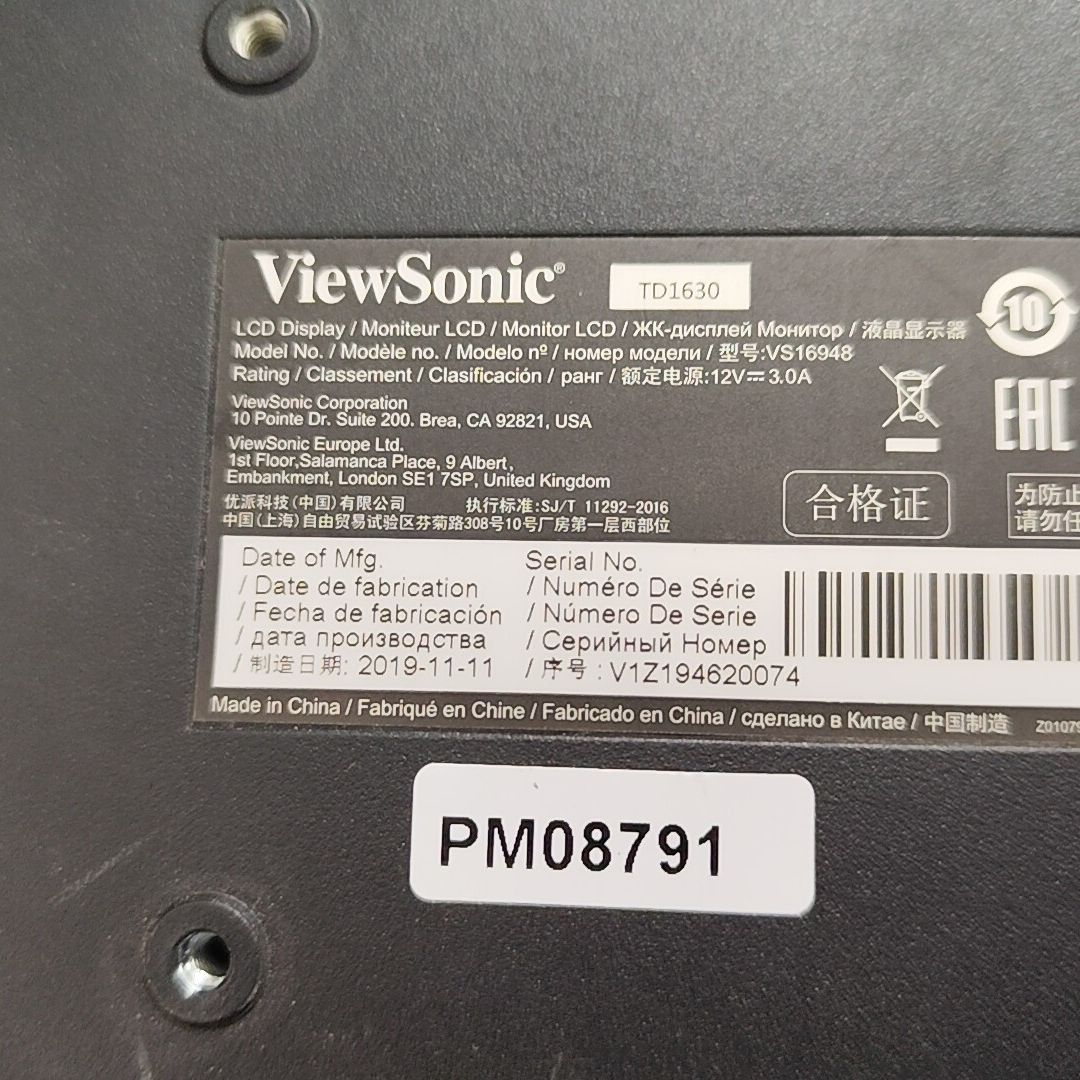 ViewSonic®
TD1630
LCD Display / Moniteur LCD / Monitor LCD / ЖК-дисплей Монитор / 液晶显示器
Model No. / Modèle no. / Modelo nº / номер модели / 型号:VS16948
Rating / Classement / Clasificación / ранг / 额定电源:12V⎓3.0A
10
EAC
ViewSonic Corporation
10 Pointe Dr. Suite 200. Brea, CA 92821, USA
ViewSonic Europe Ltd.
1st Floor,Salamanca Place, 9 Albert,
Embankment, London SE1 7SP, United Kingdom
优派科技(中国)有限公司 执行标准:SJ/T 11292-2016
中国(上海)自由贸易试验区芬菊路308号10号厂房第一层西部位
合格证
为防止
请勿任
Date of Mfg.
/ Date de fabrication
/ Fecha de fabricación
/ дата производства
/ 制造日期: 2019-11-11
Serial No.
/ Numéro De Série
/ Número De Serie
/ Серийный Номер
/ 序号 : V1Z194620074
Made in China / Fabriqué en Chine / Fabricado en China / сделано в Китае / 中国制造
PM08791